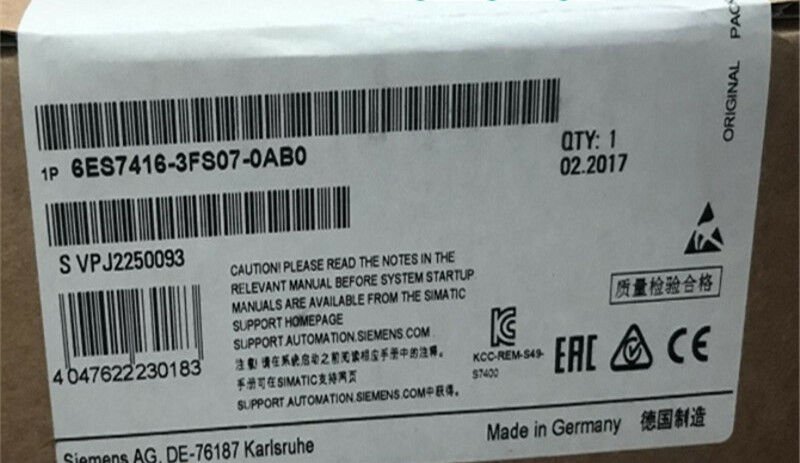 ORIGINAL PAC
1P 6ES7416-3FS07-0AB0
QTY: 1
02.2017
S VPJ2250093
CAUTION! PLEASE READ THE NOTES IN THE
RELEVANT MANUAL BEFORE SYSTEM STARTUP
MANUALS ARE AVAILABLE FROM THE SIMATIC
SUPPORT HOMEPAGE
SUPPORT.AUTOMATION.SIEMENS.COM
注意! 请在系统启动之前阅读相应手册中的注释。
手册可在SIMATIC支持网页
SUPPORT.AUTOMATION.SIEMENS.COM中获得。
质量检验合格
4047622230183
KCC-REM-S49-
S7400
EAC
CE
Made in Germany 德国制造
Siemens AG, DE-76187 Karlsruhe